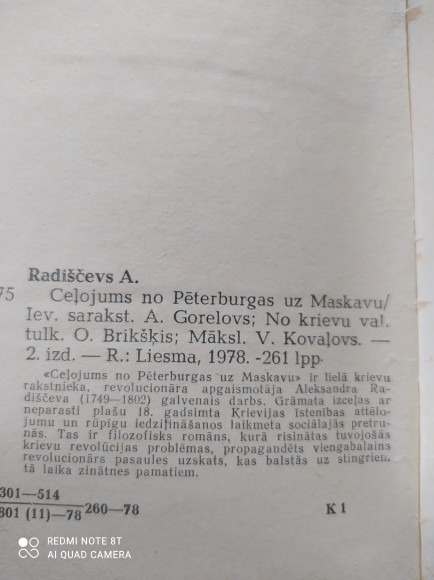 Radiščevs A.
75 Ceļojums no Pēterburgas uz Maskavu/
Iev. sarakst. A. Gorelovs; No krievu val.
tulk. O. Brikšķis; Māksl. V. Kovaļovs. —
2. izd. — R.: Liesma, 1978. -261 lpp.
«Ceļojums no Pēterburgas uz Maskavu» ir lielā krievu
rakstnieka, revolucionāra apgaismotāja Aleksandra Ra-
diščeva (1749—1802) galvenais darbs. Grāmata izceļas ar
neparasti plašu 18. gadsimta Krievijas īstenības attēlo-
jumu un rūpīgu iedziļināšanos laikmeta sociālajās pretru-
nās. Tas ir filozofisks romāns, kurā risinātas tuvojošās
krievu revolūcijas problēmas, propagandēts viengabalains
revolucionārs pasaules uzskats, kas balstās uz stingriem
tā laika zinātnes pamatiem.
301—514
801 (11)—78 260—78 K 1
REDMI NOTE 8T
AI QUAD CAMERA